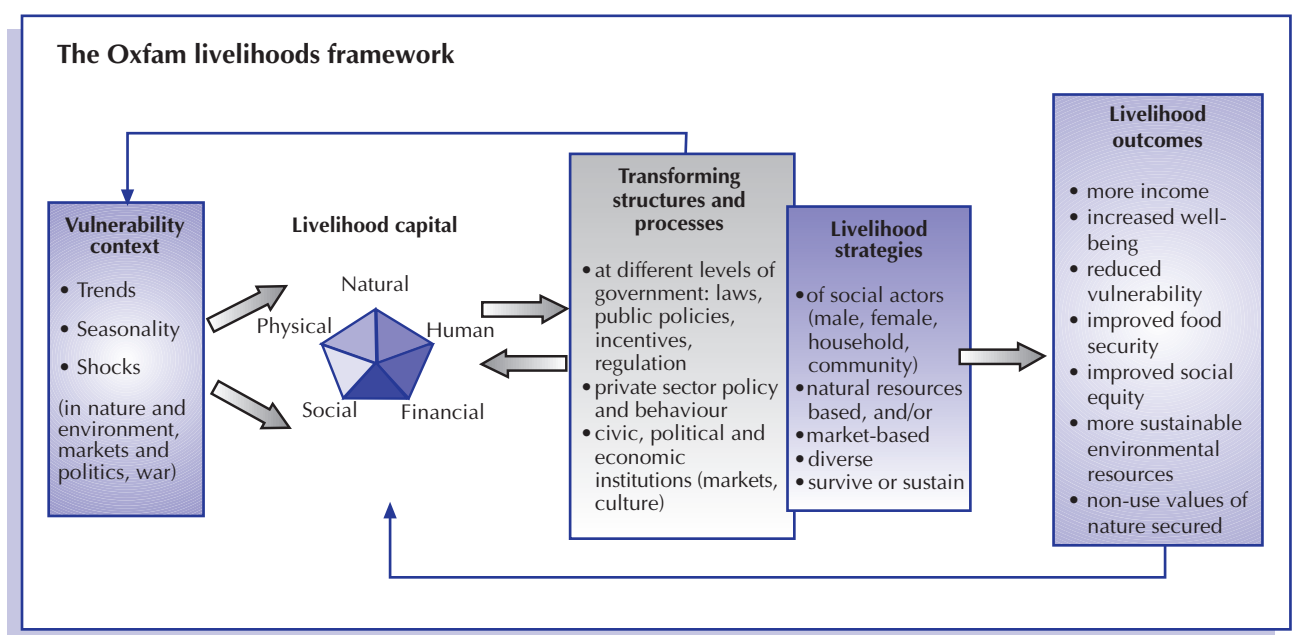 The Oxfam livelihoods framework
Vulnerability
context
• Trends
• Seasonality
• Shocks
(in nature and
environment,
markets and
politics, war)
Livelihood capital
Natural
Physical
Human
Social
Financial
Transforming
structures and
processes
• at different levels of
government: laws,
public policies,
incentives,
regulation
• private sector policy
and behaviour
• civic, political and
economic
institutions (markets,
culture)
Livelihood
strategies
• of social actors
(male, female,
household,
community)
• natural resources
based, and/or
• market-based
• diverse
• survive or sustain
Livelihood
outcomes
• more income
• increased well-
being
• reduced
vulnerability
• improved food
security
• improved social
equity
• more sustainable
environmental
resources
• non-use values of
nature secured